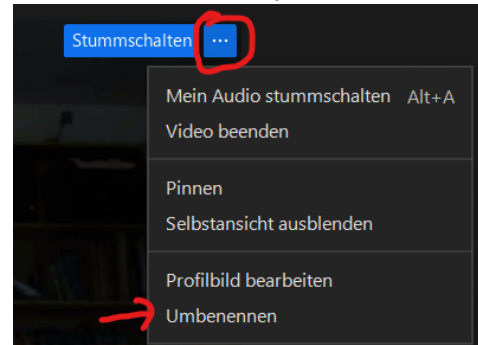 Stummschalten ...
Mein Audio stummschalten Alt+A
Video beenden
Pinnen
Selbstansicht ausblenden
Profilbild bearbeiten
Umbenennen